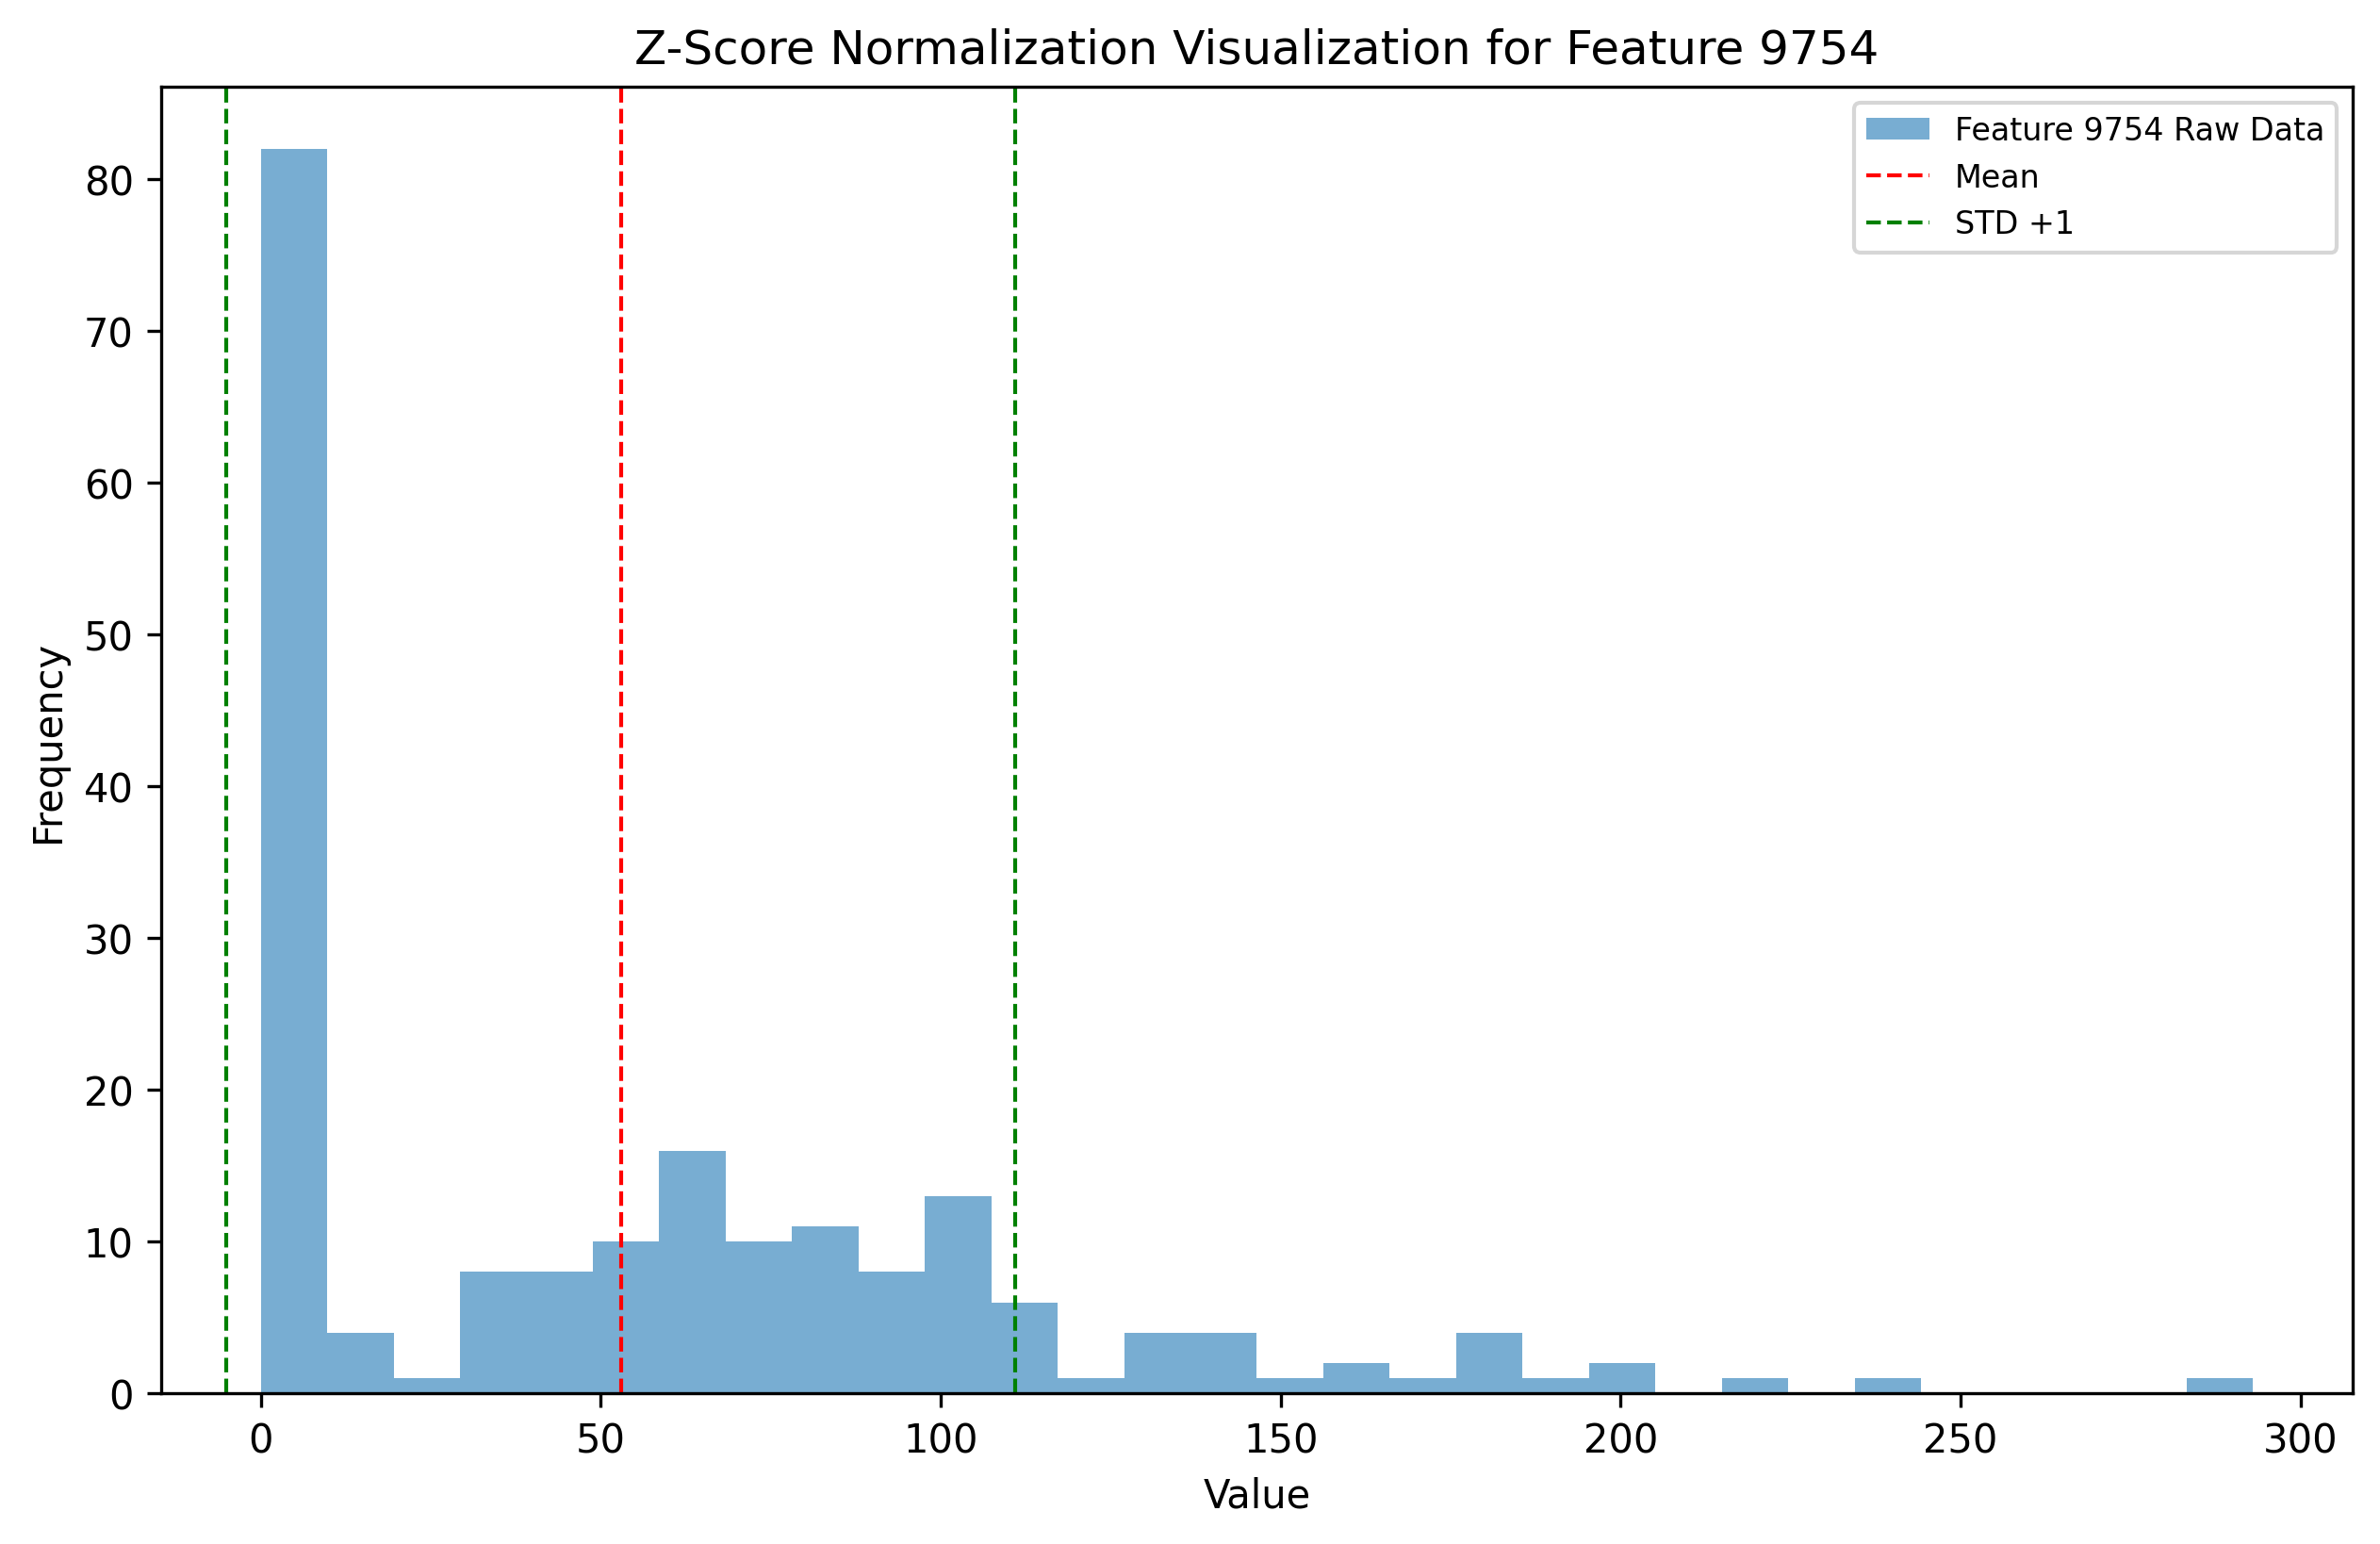 Z-Score Normalization Visualization for Feature 9754
Feature 9754 Raw Data
Mean
STD +1
Frequency
80
70
60
50
40
30
20
10
0
0 50 100 150 200 250 300
Value